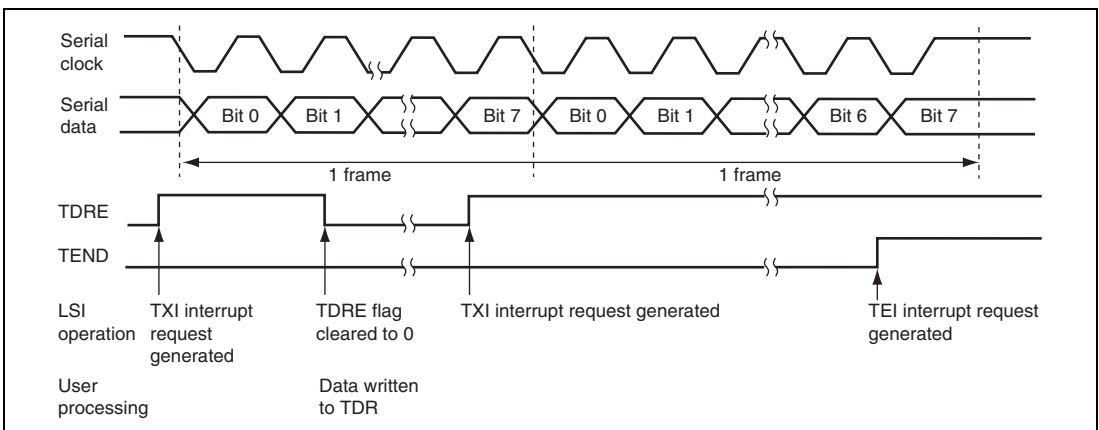 Serial
clock
Serial
data
Bit 0
Bit 1
Bit 7
Bit 0
Bit 1
Bit 6
Bit 7
1 frame
1 frame
TDRE
TEND
LSI
operation
TXI interrupt
request
generated
TDRE flag
cleared to 0
TXI interrupt request generated
TEI interrupt request
generated
User
processing
Data written
to TDR